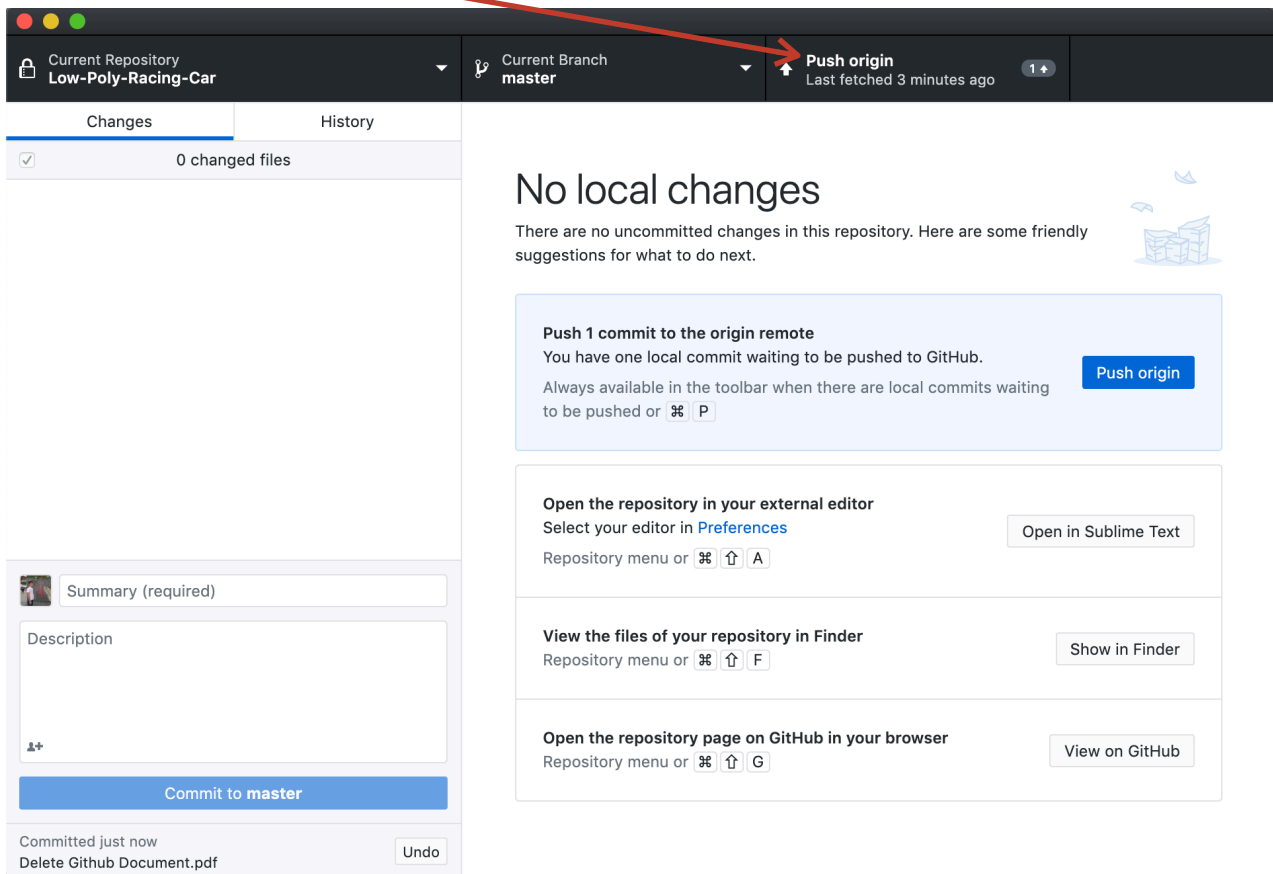 Current Repository
Low-Poly-Racing-Car
Current Branch
master
Push origin
Last fetched 3 minutes ago
1
Changes
History
0 changed files
No local changes
There are no uncommitted changes in this repository. Here are some friendly
suggestions for what to do next.
Push 1 commit to the origin remote
You have one local commit waiting to be pushed to GitHub.
Always available in the toolbar when there are local commits waiting
to be pushed or ⌘ P
Push origin
Open the repository in your external editor
Select your editor in Preferences
Repository menu or ⌘ ⇧ A
Open in Sublime Text
View the files of your repository in Finder
Repository menu or ⌘ ⇧ F
Show in Finder
Open the repository page on GitHub in your browser
Repository menu or ⌘ ⇧ G
View on GitHub
Summary (required)
Description
Commit to master
Committed just now
Delete Github Document.pdf
Undo